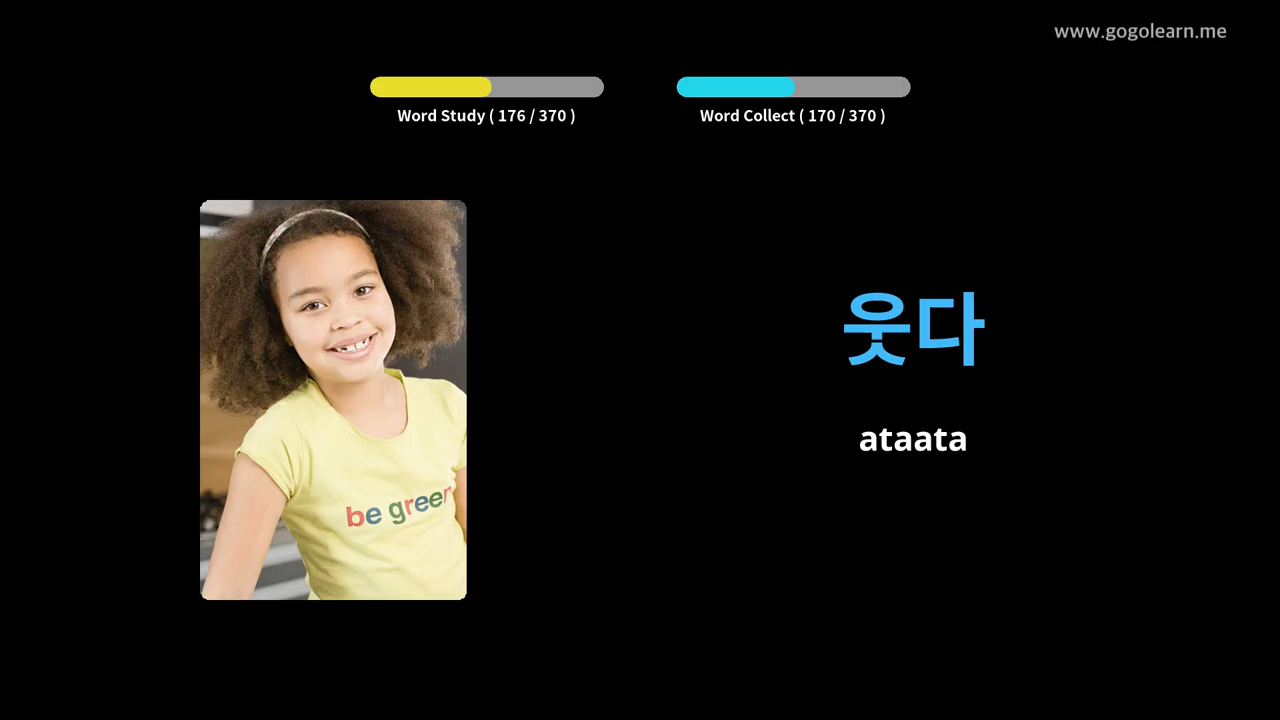 www.gogolearn.me
Word Study ( 176 / 370 )
Word Collect ( 170 / 370 )
be green
웃다
ataata